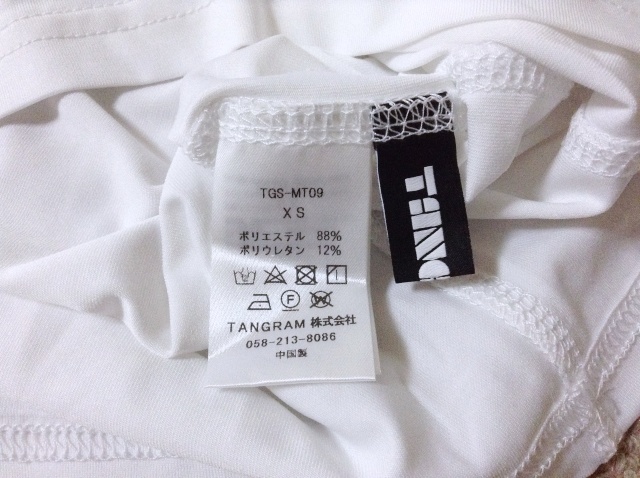 TGS-MT09
XS
ポリエステル 88%
ポリウレタン 12%
TANGRAM 株式会社
058-213-8086
中国製